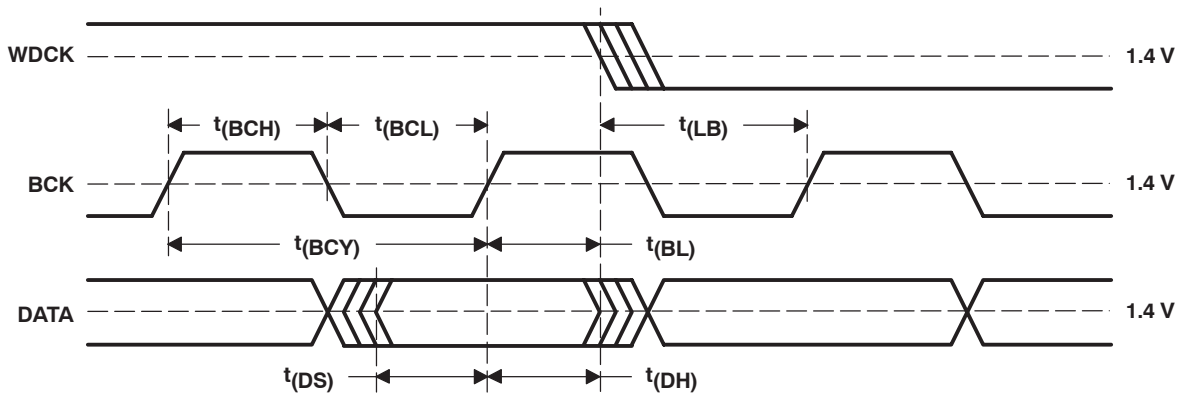 WDCK
1.4 V
t(BCH)
t(BCL)
t(LB)
BCK
1.4 V
t(BCY)
t(BL)
DATA
1.4 V
t(DS)
t(DH)